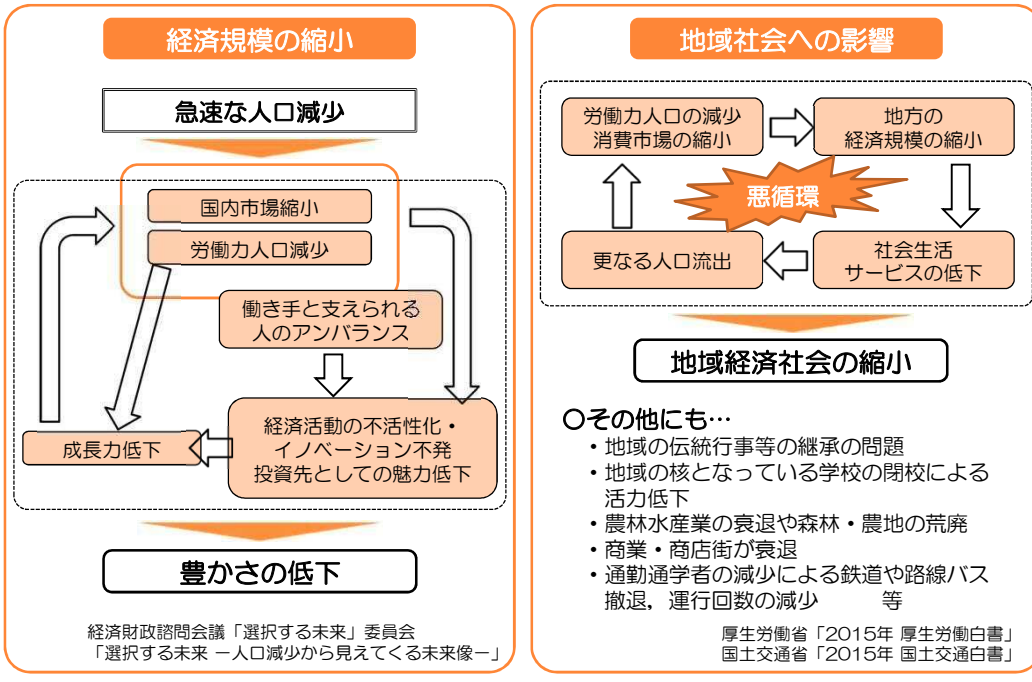 経済規模の縮小
急速な人口減少
国内市場縮小
労働力人口減少
働き手と支えられる
人のアンバランス
経済活動の不活性化・
イノベーション不発
投資先としての魅力低下
成長力低下
豊かさの低下
経済財政諮問会議「選択する未来」委員会
「選択する未来 －人口減少から見えてくる未来像－」
地域社会への影響
労働力人口の減少
消費市場の縮小
地方の
経済規模の縮小
悪循環
更なる人口流出
社会生活
サービスの低下
地域経済社会の縮小
〇その他にも…
・地域の伝統行事等の継承の問題
・地域の核となっている学校の閉校による
活力低下
・農林水産業の衰退や森林・農地の荒廃
・商業・商店街が衰退
・通勤通学者の減少による鉄道や路線バス
撤退，運行回数の減少　　等
厚生労働省「2015年 厚生労働白書」
国土交通省「2015年 国土交通白書」